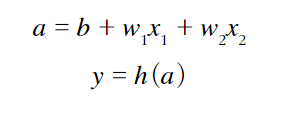 a = b + w₁x₁ + w₂x₂
y = h(a)